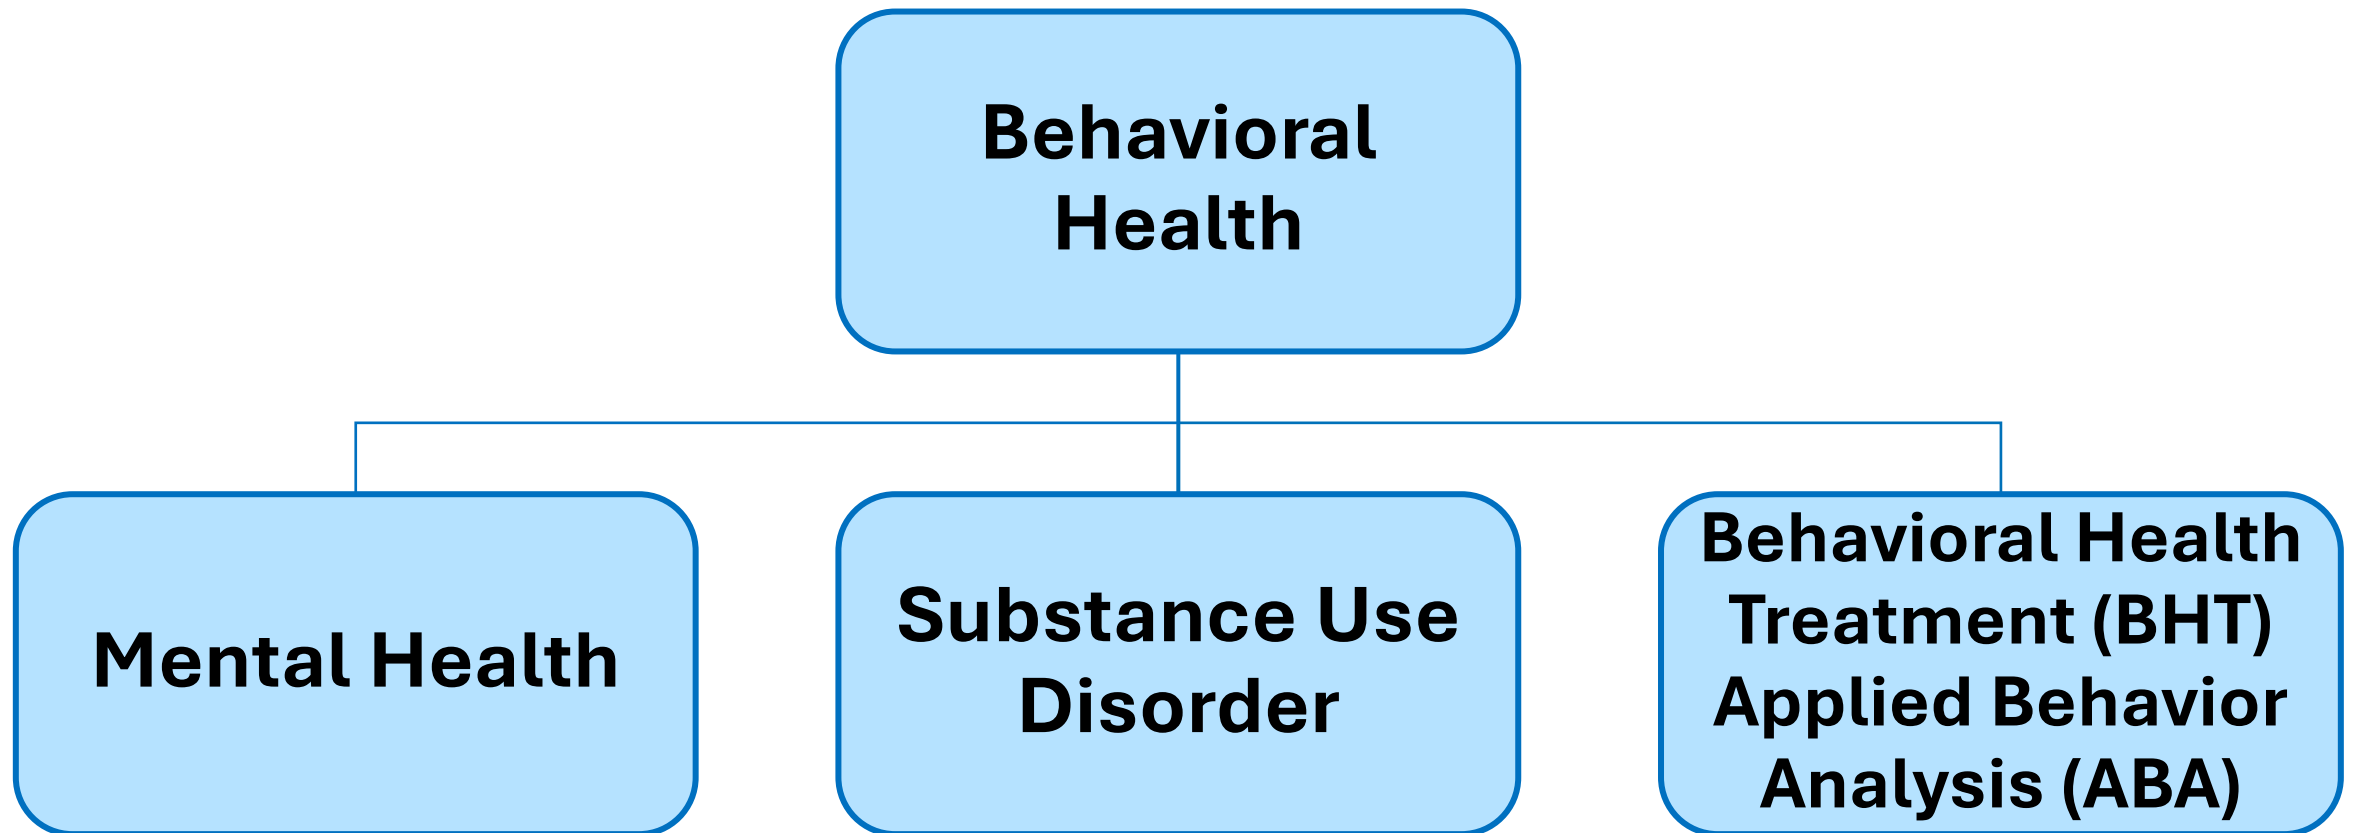 Behavioral
Health
Mental Health
Substance Use
Disorder
Behavioral Health
Treatment (BHT)
Applied Behavior
Analysis (ABA)